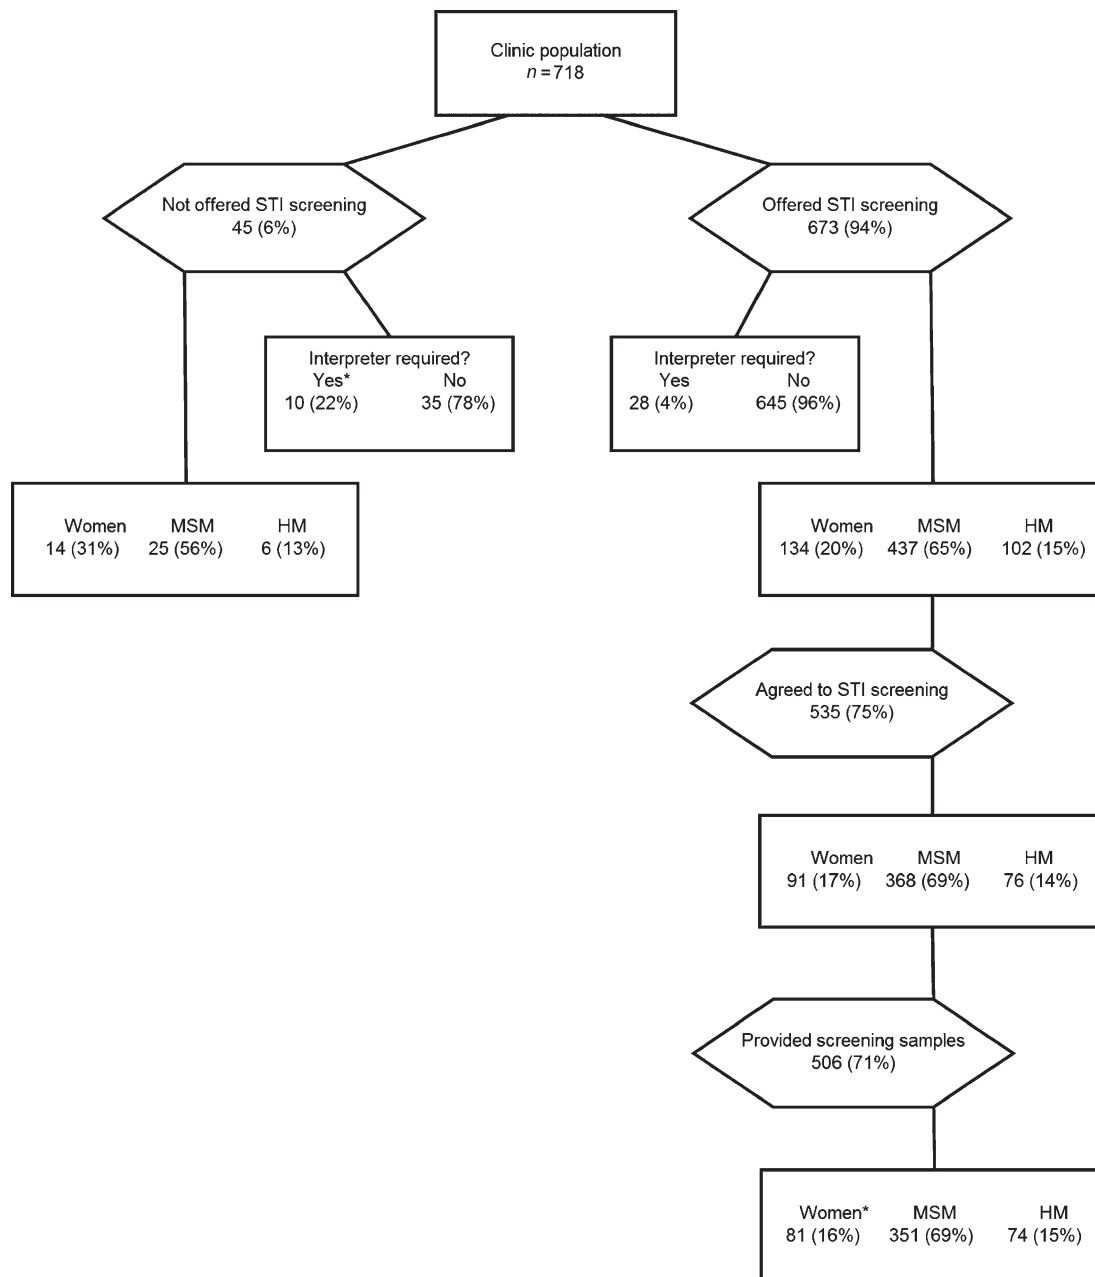 Clinic population
n = 718
Not offered STI screening
45 (6%)
Offered STI screening
673 (94%)
Interpreter required?
Yes* No
10 (22%) 35 (78%)
Interpreter required?
Yes No
28 (4%) 645 (96%)
Women MSM HM
14 (31%) 25 (56%) 6 (13%)
Women MSM HM
134 (20%) 437 (65%) 102 (15%)
Agreed to STI screening
535 (75%)
Women MSM HM
91 (17%) 368 (69%) 76 (14%)
Provided screening samples
506 (71%)
Women* MSM HM
81 (16%) 351 (69%) 74 (15%)